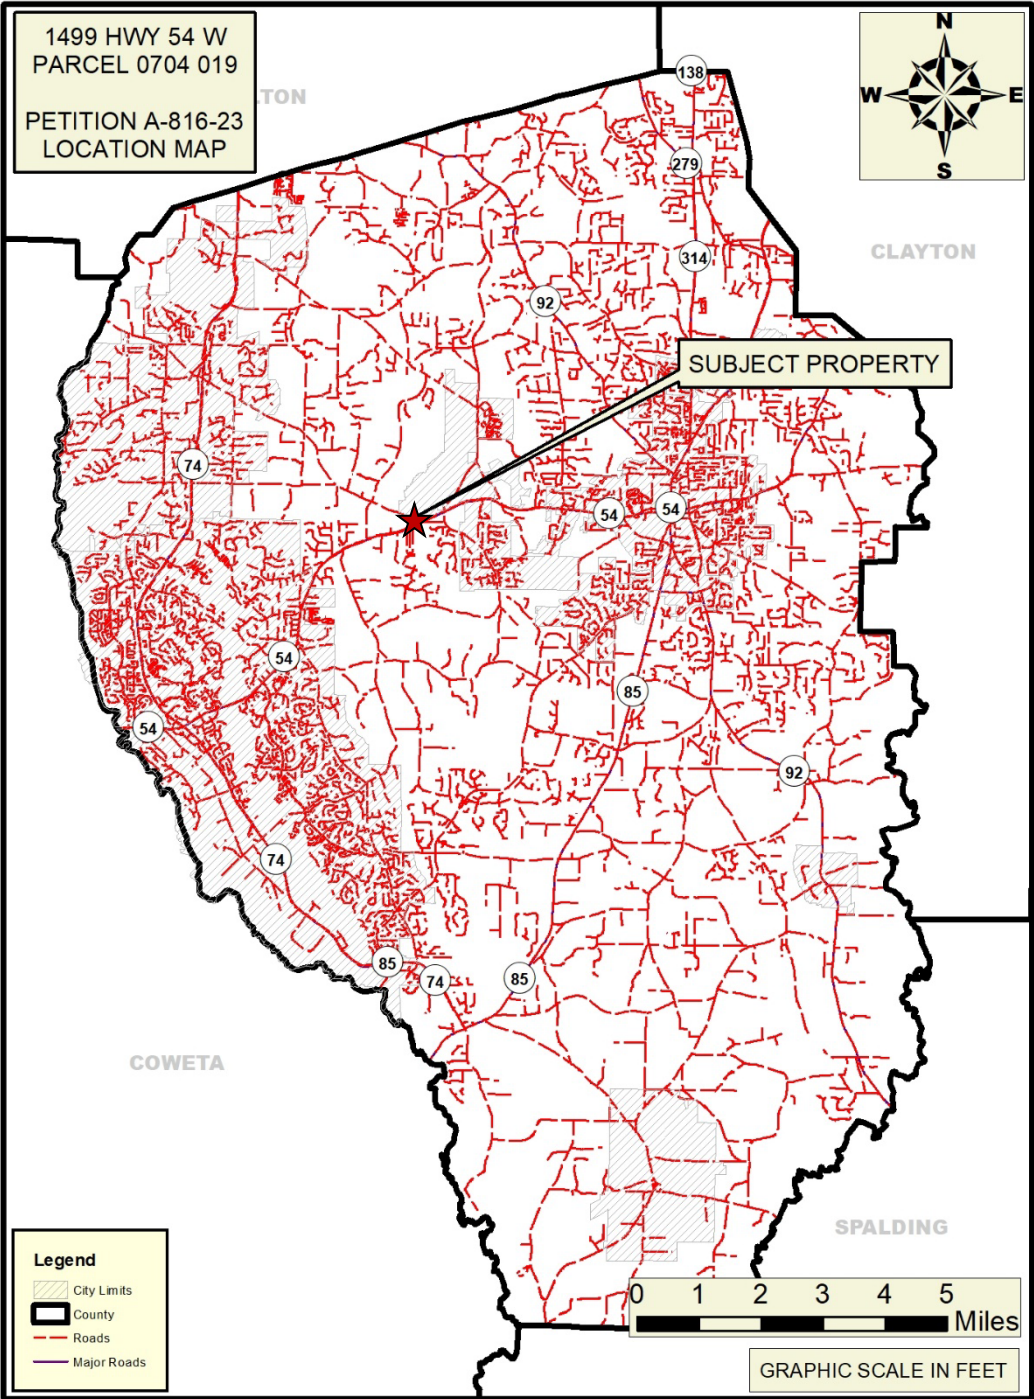 1499 HWY 54 W
PARCEL 0704 019
PETITION A-816-23
LOCATION MAP
LTON
N
W
E
S
138
279
CLAYTON
314
92
SUBJECT PROPERTY
74
54
54
54
85
54
92
74
85
74
85
COWETA
SPALDING
Legend
City Limits
County
Roads
Major Roads
0 1 2 3 4 5
Miles
GRAPHIC SCALE IN FEET